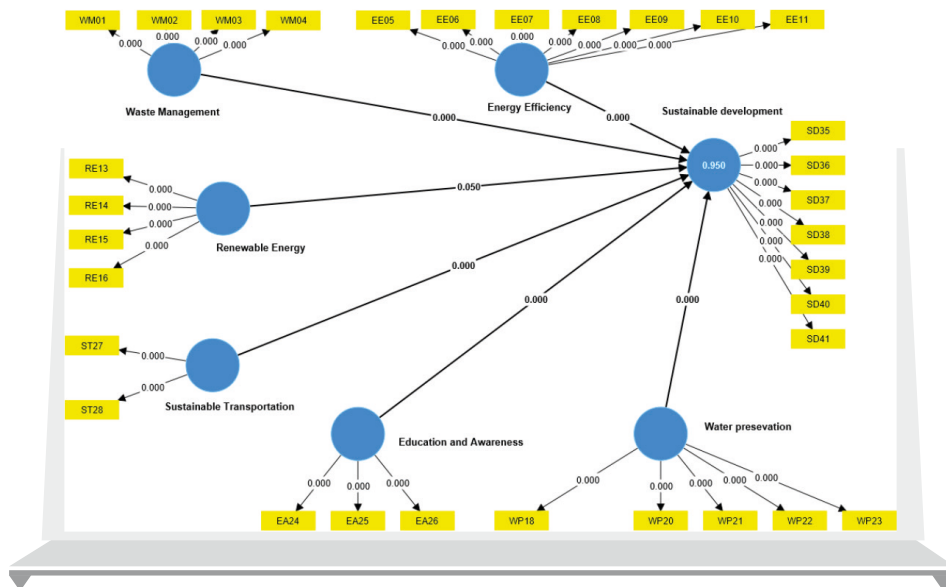 WM01 WM02 WM03 WM04
0.000 0.000 0.000 0.000
Waste Management
EE05 EE06 EE07 EE08 EE09 EE10 EE11
0.000 0.000 0.000 0.000 0.000 0.000 0.000
Energy Efficiency
0.000
0.000
Sustainable development
0.950
SD35
SD36
SD37
SD38
SD39
SD40
SD41
0.000
0.000
0.000
0.000
0.000
0.000
0.000
RE13
RE14
RE15
RE16
0.000
0.000
0.000
0.000
Renewable Energy
0.050
ST27
ST28
0.000
0.000
Sustainable Transportation
0.000
Education and Awareness
0.000
0.000 0.000 0.000
EA24 EA25 EA26
Water presevation
0.000
0.000 0.000 0.000 0.000 0.000
WP18 WP20 WP21 WP22 WP23